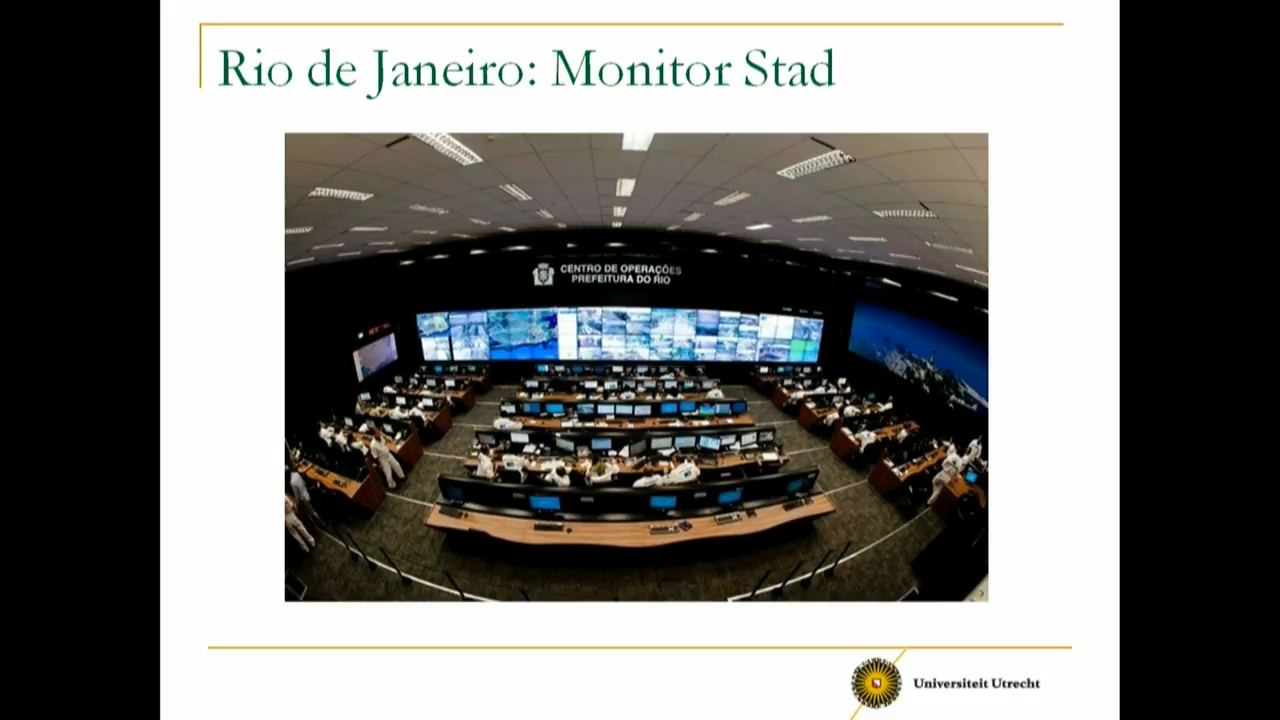 Rio de Janeiro: Monitor Stad
CENTRO DE OPERAÇÕES
PREFEITURA DO RIO
Universiteit Utrecht